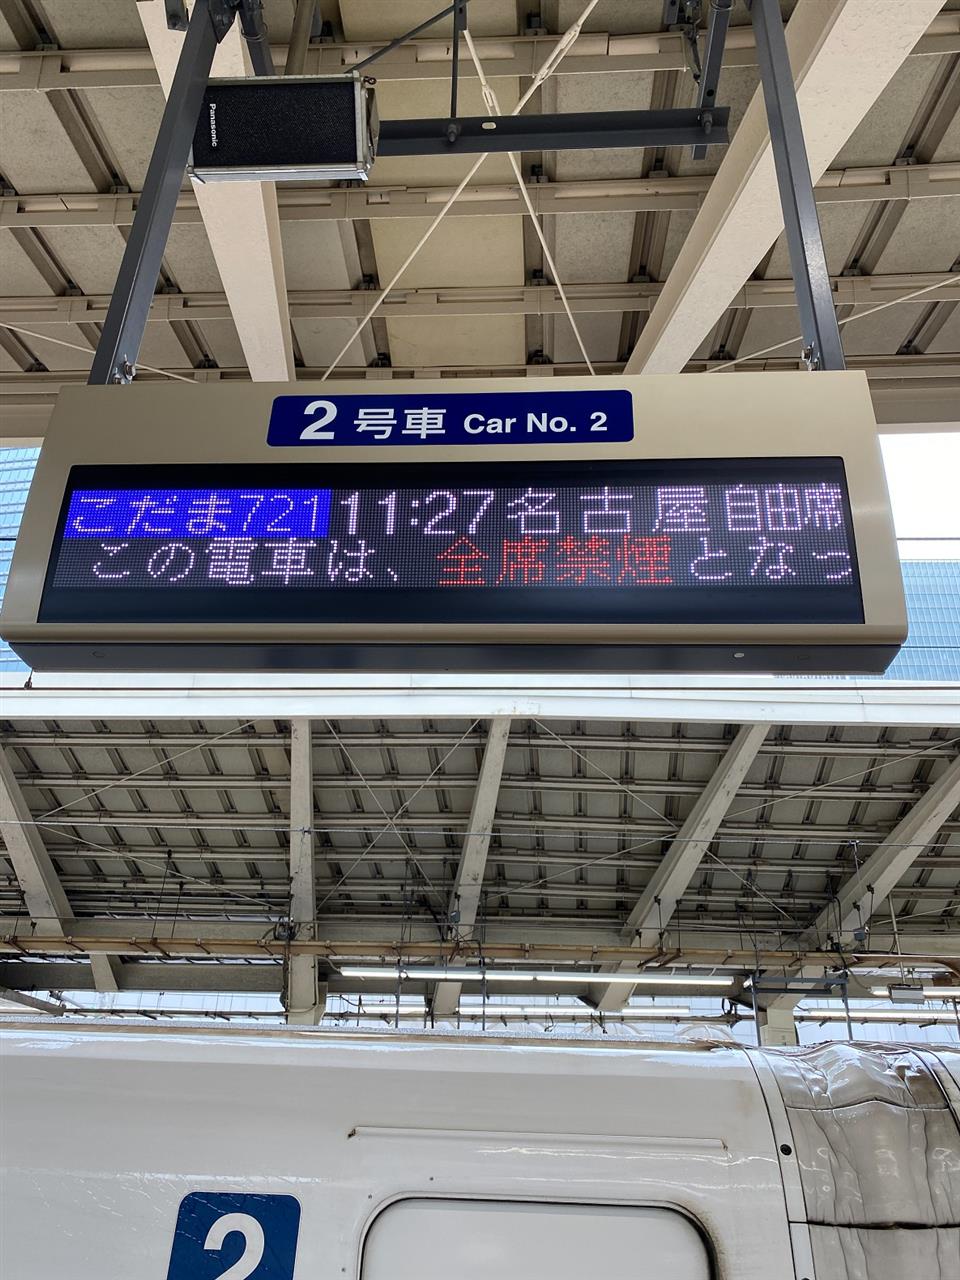 Panasonic
2号車 Car No. 2
こだま721 11:27 名古屋 自由席
この電車は、全席禁煙となっ
2